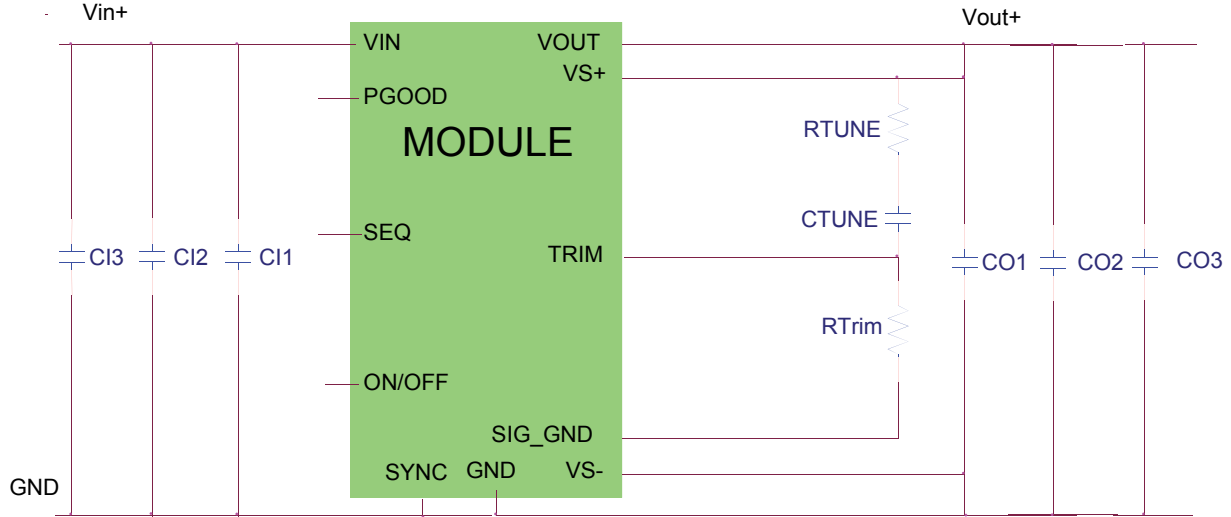 Vin+
Vout+
VIN
VOUT
VS+
PGOOD
RTUNE
MODULE
CTUNE
SEQ
TRIM
CI3
CI2
CI1
CO1
CO2
CO3
RTrim
ON/OFF
SIG_GND
SYNC
GND
VS-
GND